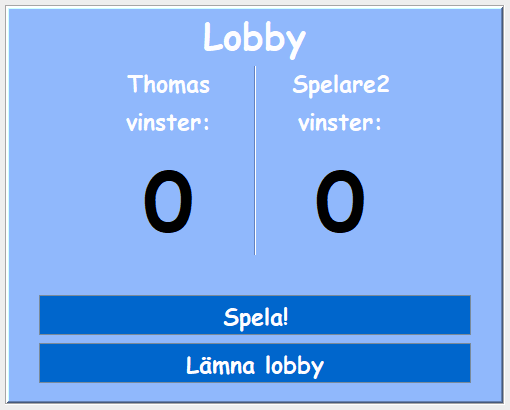 Lobby
Thomas
vinster:
0
Spelare2
vinster:
0
Spela!
Lämna lobby